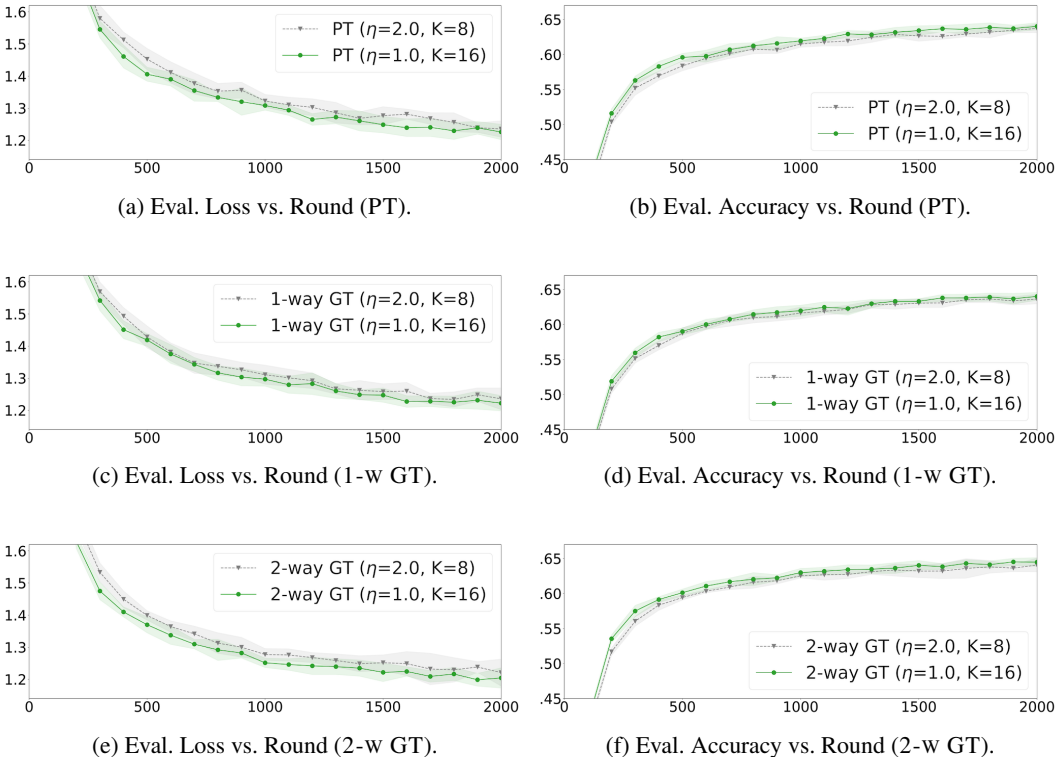 1.6
1.5
1.4
1.3
1.2
0 500 1000 1500 2000
PT (η=2.0, K=8)
PT (η=1.0, K=16)
(a) Eval. Loss vs. Round (PT).
.65
.60
.55
.50
.45
0 500 1000 1500 2000
PT (η=2.0, K=8)
PT (η=1.0, K=16)
(b) Eval. Accuracy vs. Round (PT).
1.6
1.5
1.4
1.3
1.2
0 500 1000 1500 2000
1-way GT (η=2.0, K=8)
1-way GT (η=1.0, K=16)
(c) Eval. Loss vs. Round (1-W GT).
.65
.60
.55
.50
.45
0 500 1000 1500 2000
1-way GT (η=2.0, K=8)
1-way GT (η=1.0, K=16)
(d) Eval. Accuracy vs. Round (1-W GT).
1.6
1.5
1.4
1.3
1.2
0 500 1000 1500 2000
2-way GT (η=2.0, K=8)
2-way GT (η=1.0, K=16)
(e) Eval. Loss vs. Round (2-W GT).
.65
.60
.55
.50
.45
0 500 1000 1500 2000
2-way GT (η=2.0, K=8)
2-way GT (η=1.0, K=16)
(f) Eval. Accuracy vs. Round (2-W GT).